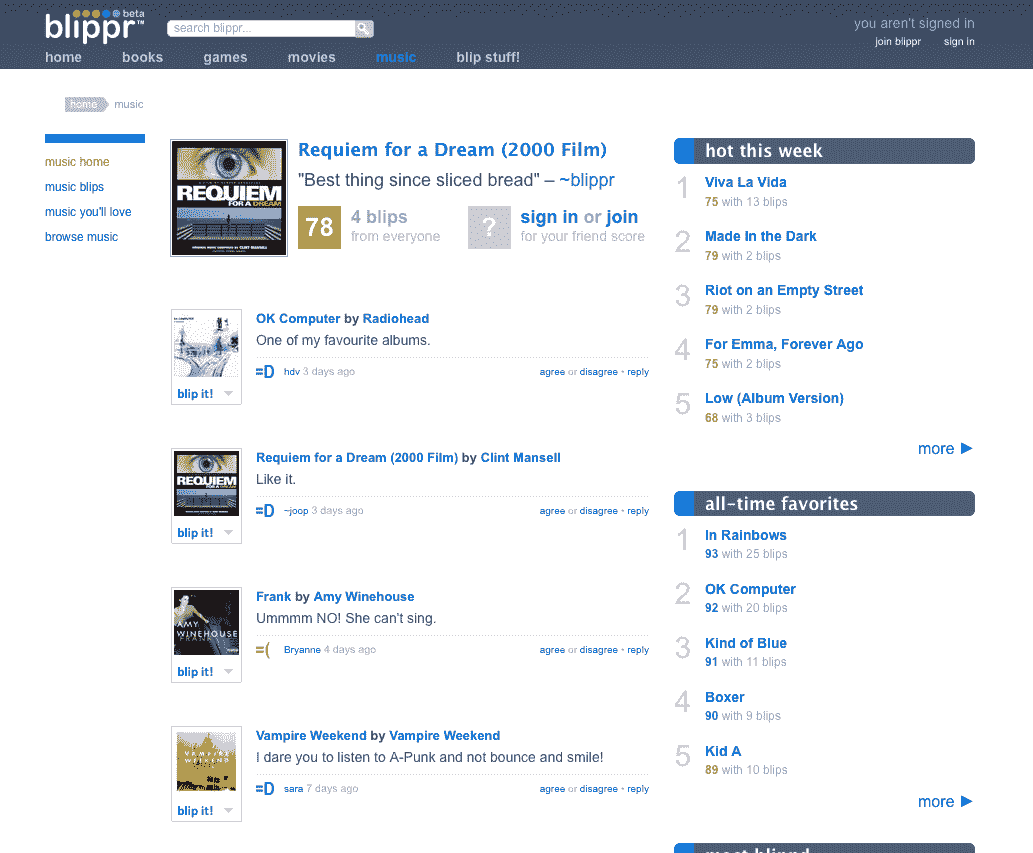 beta
blippr™
search blippr...
you aren't signed in
join blippr sign in
home books games movies music blip stuff!
home music
music home
music blips
music you'll love
browse music
REQUIEM
FOR A DREAM
Requiem for a Dream (2000 Film)
"Best thing since sliced bread" – ~blippr
78 4 blips
from everyone
? sign in or join
for your friend score
OK Computer by Radiohead
One of my favourite albums.
=D hdv 3 days ago agree or disagree • reply
blip it!
REQUIEM
FOR A DREAM
Requiem for a Dream (2000 Film) by Clint Mansell
Like it.
=D ~joop 3 days ago agree or disagree • reply
blip it!
AMY
WINEHOUSE
FRANK
Frank by Amy Winehouse
Ummmm NO! She can't sing.
=( Bryanne 4 days ago agree or disagree • reply
blip it!
VAMPIRE
WEEKEND
Vampire Weekend by Vampire Weekend
I dare you to listen to A-Punk and not bounce and smile!
=D sara 7 days ago agree or disagree • reply
blip it!
hot this week
1 Viva La Vida
75 with 13 blips
2 Made In the Dark
79 with 2 blips
3 Riot on an Empty Street
79 with 2 blips
4 For Emma, Forever Ago
75 with 2 blips
5 Low (Album Version)
68 with 3 blips
more
all-time favorites
1 In Rainbows
93 with 25 blips
2 OK Computer
92 with 20 blips
3 Kind of Blue
91 with 11 blips
4 Boxer
90 with 9 blips
5 Kid A
89 with 10 blips
more
most blippd